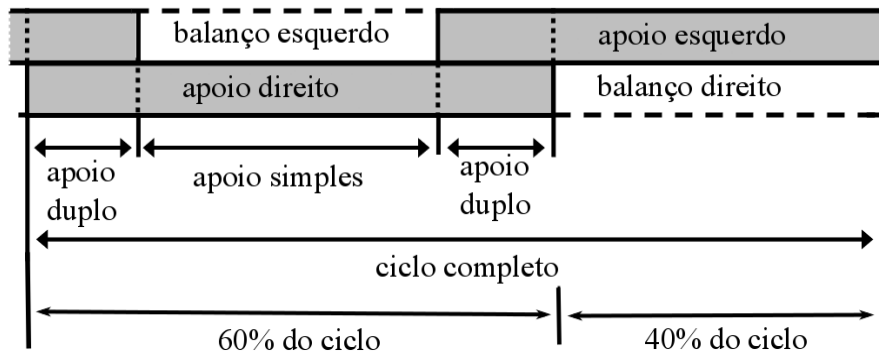 balanço esquerdo
apoio esquerdo
apoio direito
balanço direito
apoio
duplo
apoio simples
apoio
duplo
ciclo completo
60% do ciclo
40% do ciclo